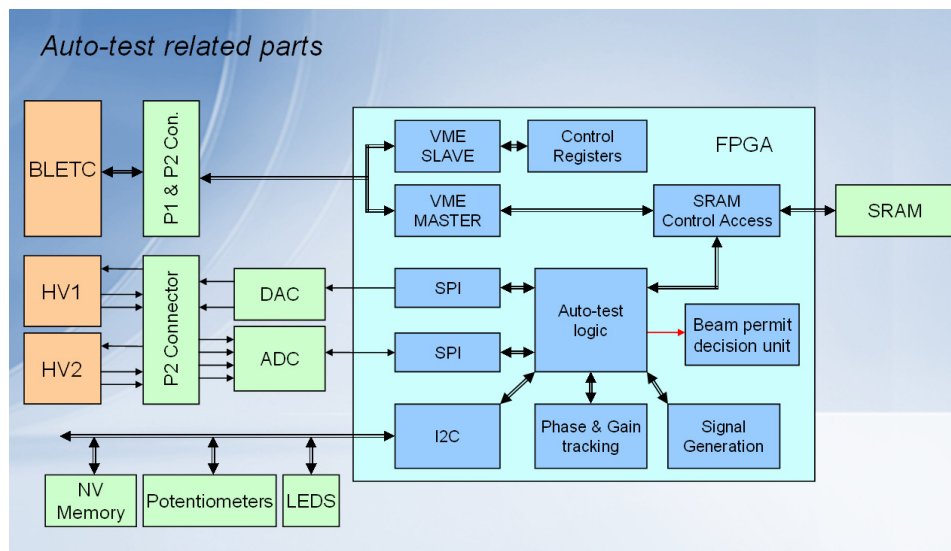 Auto-test related parts
BLETC
P1 & P2 Con.
VME
SLAVE
Control
Registers
FPGA
VME
MASTER
SRAM
Control Access
SRAM
HV1
HV2
P2 Connector
DAC
ADC
SPI
SPI
Auto-test
logic
Beam permit
decision unit
I2C
Phase & Gain
tracking
Signal
Generation
NV
Memory
Potentiometers
LEDS